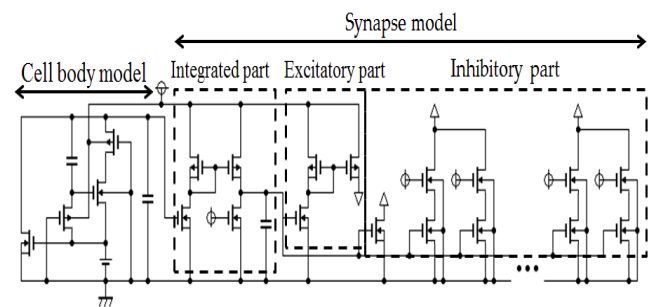 Synapse model
Cell body model
Integrated part
Excitatory part
Inhibitory part